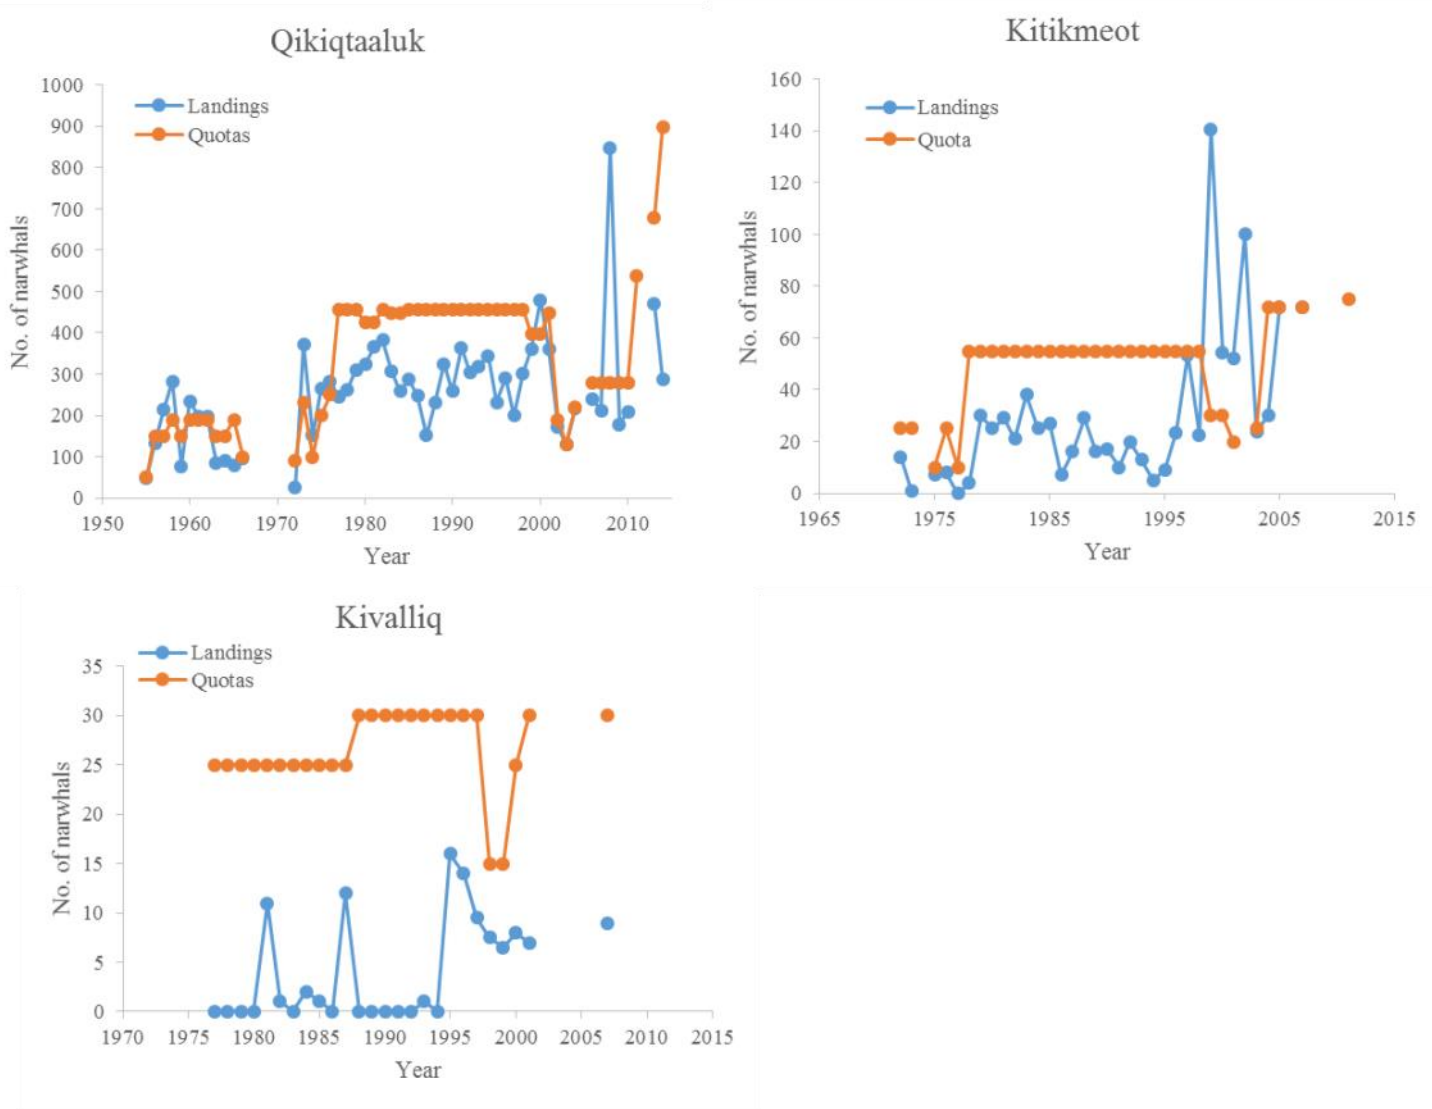 Qikiqtaaluk
1000
900
800
700
600
500
400
300
200
100
0
Landings
Quotas
No. of narwhals
1950 1960 1970 1980 1990 2000 2010
Year
Kitikmeot
160
140
120
100
80
60
40
20
0
Landings
Quota
No. of narwhals
1965 1975 1985 1995 2005 2015
Year
Kivalliq
Landings
Quotas
35
30
25
20
15
10
5
0
No. of narwhals
1970 1975 1980 1985 1990 1995 2000 2005 2010 2015
Year